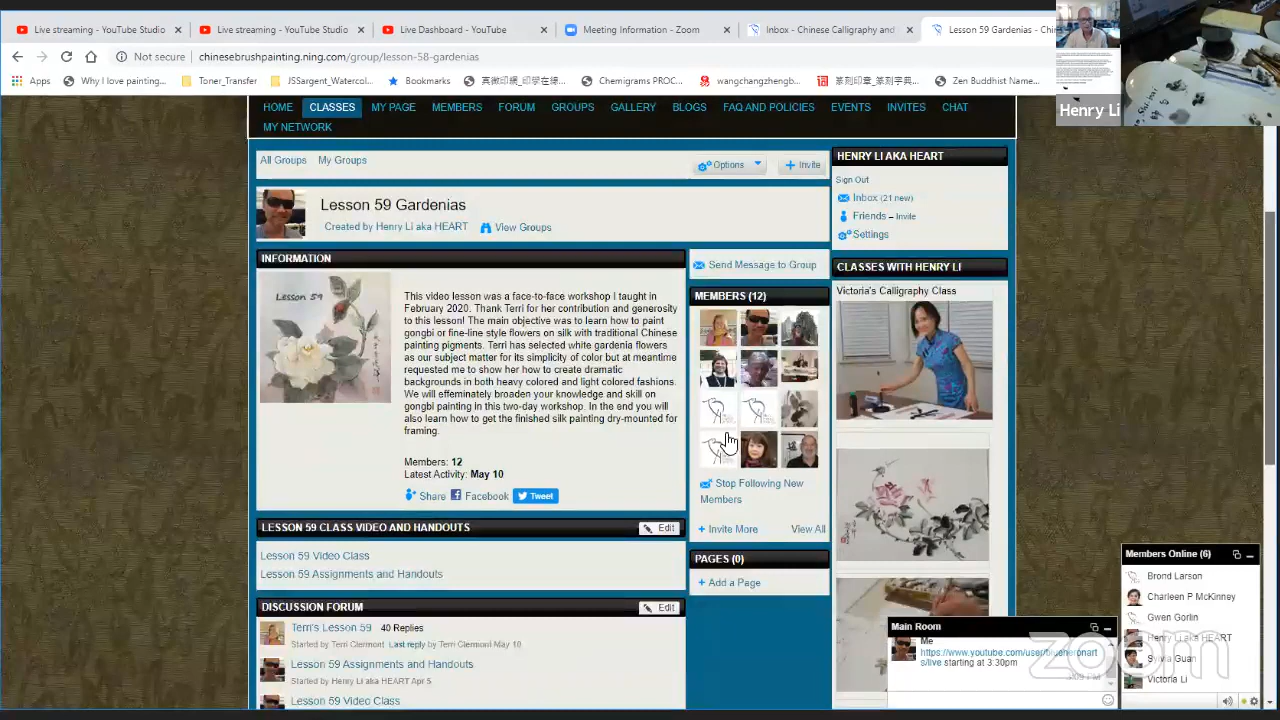 Live streaming - YouTube Studio
Live streaming - YouTube Studio
Live Dashboard - YouTube
Meeting Information - Zoom
Inbox - Chinese Calligraphy and
Lesson 59 Gardenias - Chi
Not secure
Apps
Why I love painting...
Zen Buddhist Name...
Henry Li
HOME CLASSES MY PAGE MEMBERS FORUM GROUPS GALLERY BLOGS FAQ AND POLICIES EVENTS INVITES CHAT
MY NETWORK
All Groups My Groups
Options
+ Invite
Lesson 59 Gardenias
Created by Henry Li aka HEART View Groups
INFORMATION
Lesson 59
This video lesson was a face-to-face workshop I taught in
February 2020. Thank Terri for her contribution and generosity
to this lesson! The main objective was to learn how to paint
gongbi or fine-line style flowers on silk with traditional Chinese
painting pigments. Terri has selected white gardenia flowers
as our subject matter for its simplicity of color but at meantime
requested me to show her how to create dramatic
backgrounds in both heavy colored and light colored fashions.
We will effeminately broaden your knowledge and skill on
gongbi painting in this two-day workshop. In the end you will
also learn how to get the finished silk painting dry-mounted for
framing.
Members: 12
Latest Activity: May 10
Share Facebook Tweet
LESSON 59 CLASS VIDEO AND HANDOUTS
Edit
Lesson 59 Video Class
Lesson 59 Assignments and Handouts
DISCUSSION FORUM
Edit
Terri's Lesson 59 40 Replies
Started by Terri Clermont Last reply by Terri Clermont May 10
Lesson 59 Assignments and Handouts
Started by Henry Li aka HEART Apr 5
Lesson 59 Video Class
Send Message to Group
MEMBERS (12)
Stop Following New
Members
+ Invite More View All
PAGES (0)
+ Add a Page
HENRY LI AKA HEART
Sign Out
Inbox (21 new)
Friends – Invite
Settings
CLASSES WITH HENRY LI
Victoria's Calligraphy Class
Main Room
Me
https://www.youtube.com/user/blueheronart
s/live starting at 3:30pm
Members Online (6)
Brond Larson
Charleen P McKinney
Gwen Gorlin
Henry Li aka HEART
Sylvia Guan
Victoria Li
zoom